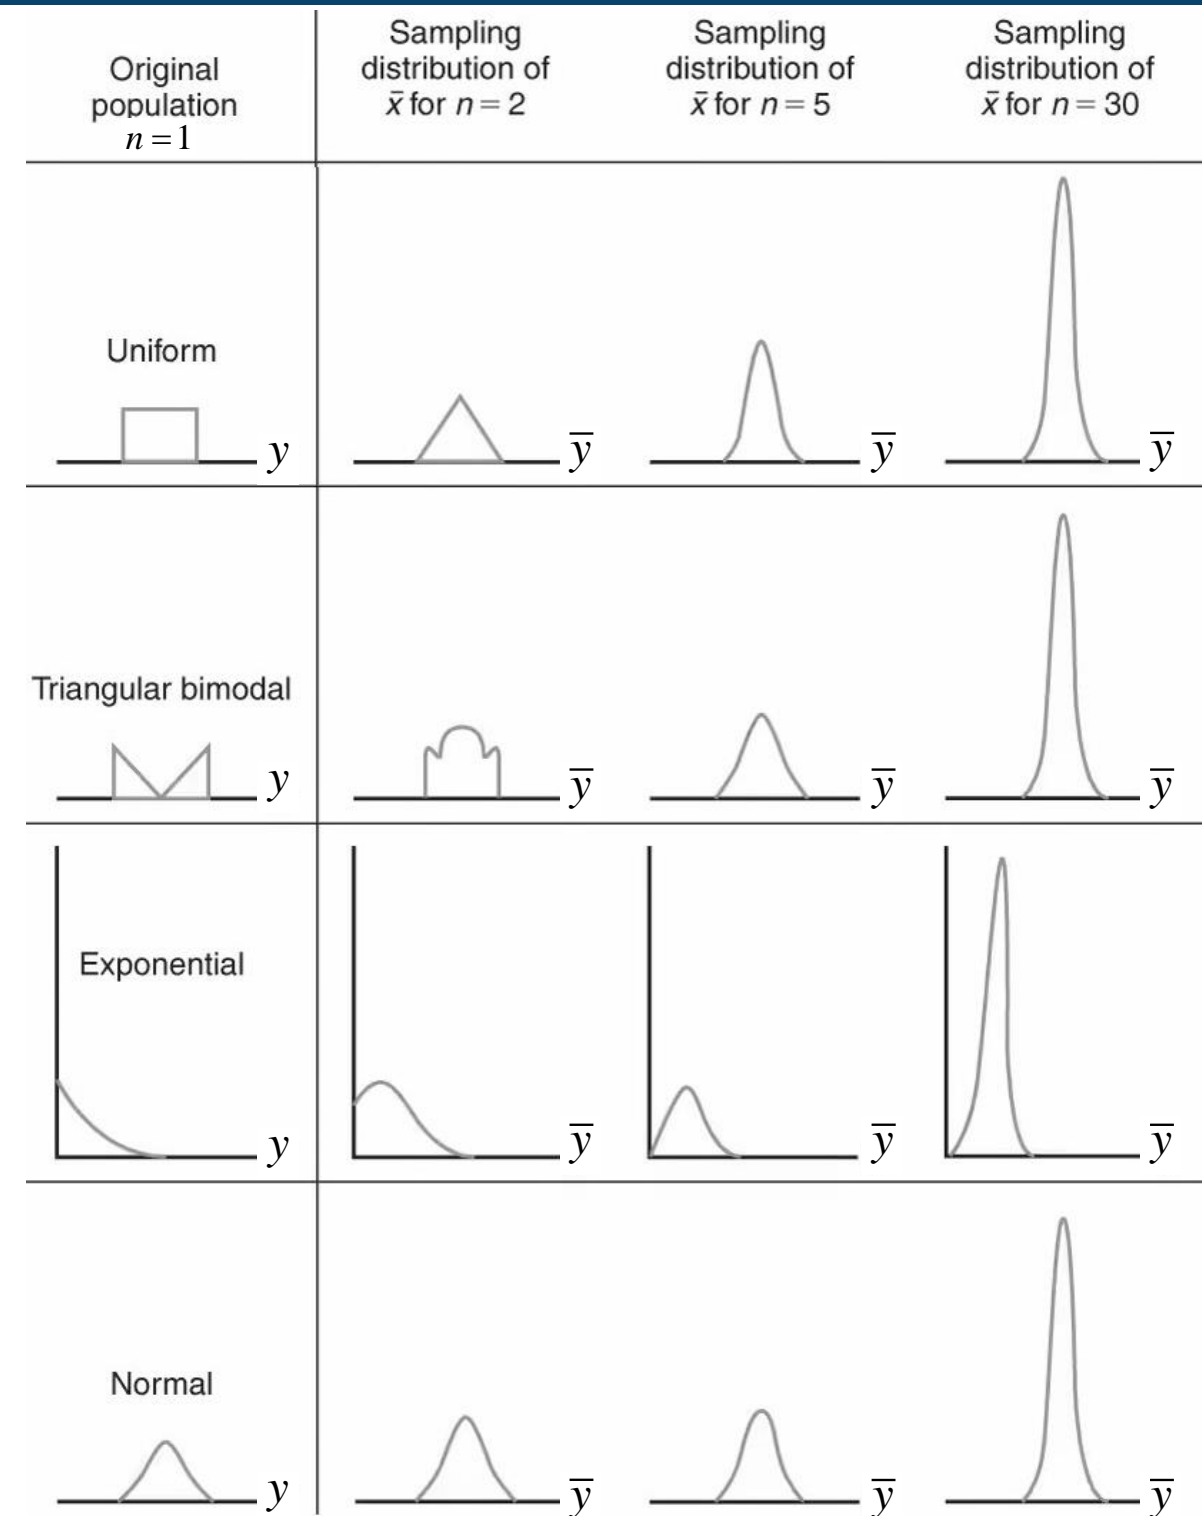 Original
population
n = 1
Sampling
distribution of
x̄ for n = 2
Sampling
distribution of
x̄ for n = 5
Sampling
distribution of
x̄ for n = 30
Uniform
y
ȳ
ȳ
ȳ
Triangular bimodal
y
ȳ
ȳ
ȳ
Exponential
y
ȳ
ȳ
ȳ
Normal
y
ȳ
ȳ
ȳ